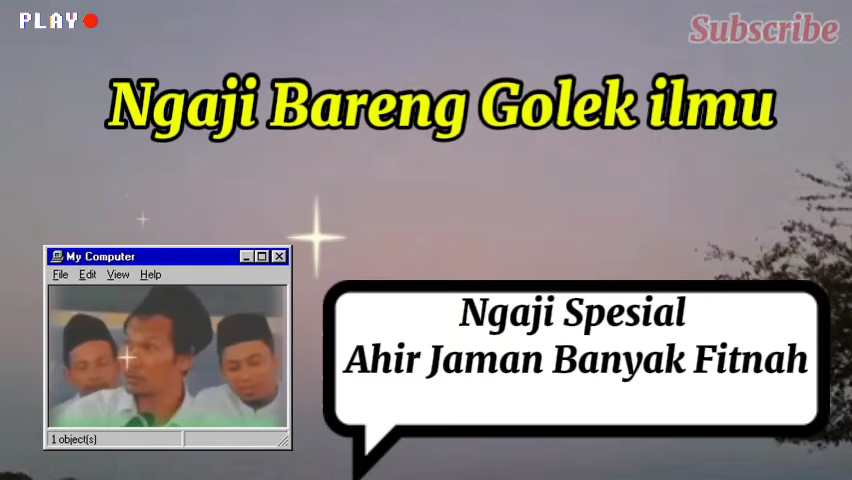 PLAY
Subscribe
Ngaji Bareng Golek ilmu
My Computer
File Edit View Help
Ngaji Spesial
Ahir Jaman Banyak Fitnah
1 object(s)